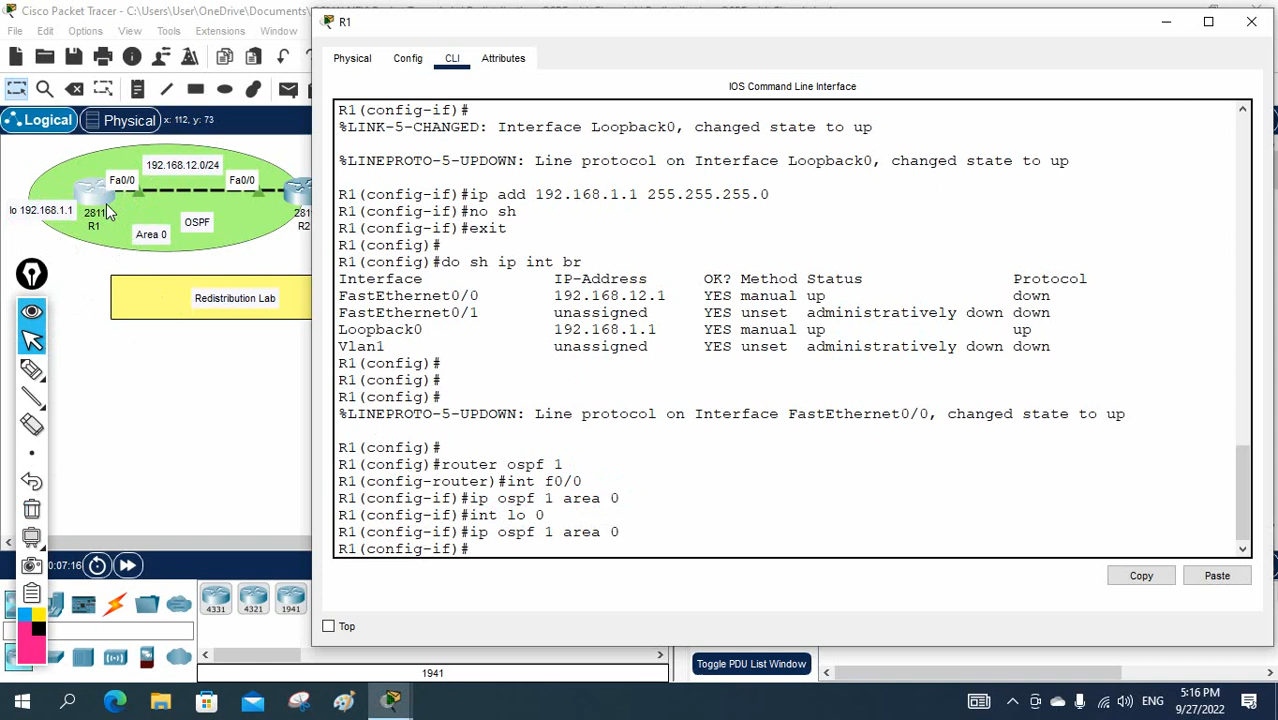 Cisco Packet Tracer - C:\Users\User\OneDrive\
File Edit Options View Tools Extensions Window
Logical Physical x: 112, y: 73
192.168.12.0/24
Fa0/0 Fa0/0
lo 192.168.1.1
2811
R1
R2
OSPF
Area 0
Redistribution Lab
0:07:16
4331 4321 1941
1941
R1
Physical Config CLI Attributes
IOS Command Line Interface
R1(config-if)#
%LINK-5-CHANGED: Interface Loopback0, changed state to up
%LINEPROTO-5-UPDOWN: Line protocol on Interface Loopback0, changed state to up
R1(config-if)#ip add 192.168.1.1 255.255.255.0
R1(config-if)#no sh
R1(config-if)#exit
R1(config)#
R1(config)#do sh ip int br
Interface IP-Address OK? Method Status Protocol
FastEthernet0/0 192.168.12.1 YES manual up down
FastEthernet0/1 unassigned YES unset administratively down down
Loopback0 192.168.1.1 YES manual up up
Vlan1 unassigned YES unset administratively down down
R1(config)#
R1(config)#
R1(config)#
%LINEPROTO-5-UPDOWN: Line protocol on Interface FastEthernet0/0, changed state to up
R1(config)#
R1(config)#router ospf 1
R1(config-router)#int f0/0
R1(config-if)#ip ospf 1 area 0
R1(config-if)#int lo 0
R1(config-if)#ip ospf 1 area 0
R1(config-if)#
Copy Paste
Top
Toggle PDU List Window
ENG
5:16 PM
9/27/2022